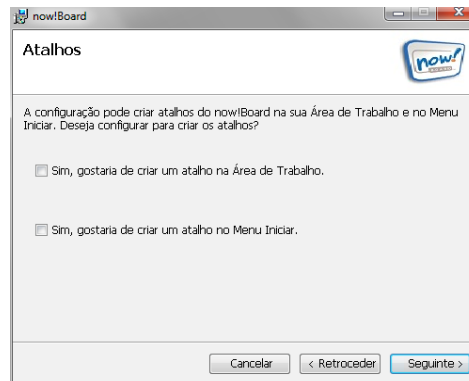 now!Board
Atalhos
now!
A configuração pode criar atalhos do now!Board na sua Área de Trabalho e no Menu
Iniciar. Deseja configurar para criar os atalhos?
Sim, gostaria de criar um atalho na Área de Trabalho.
Sim, gostaria de criar um atalho no Menu Iniciar.
Cancelar
< Retroceder
Seguinte >